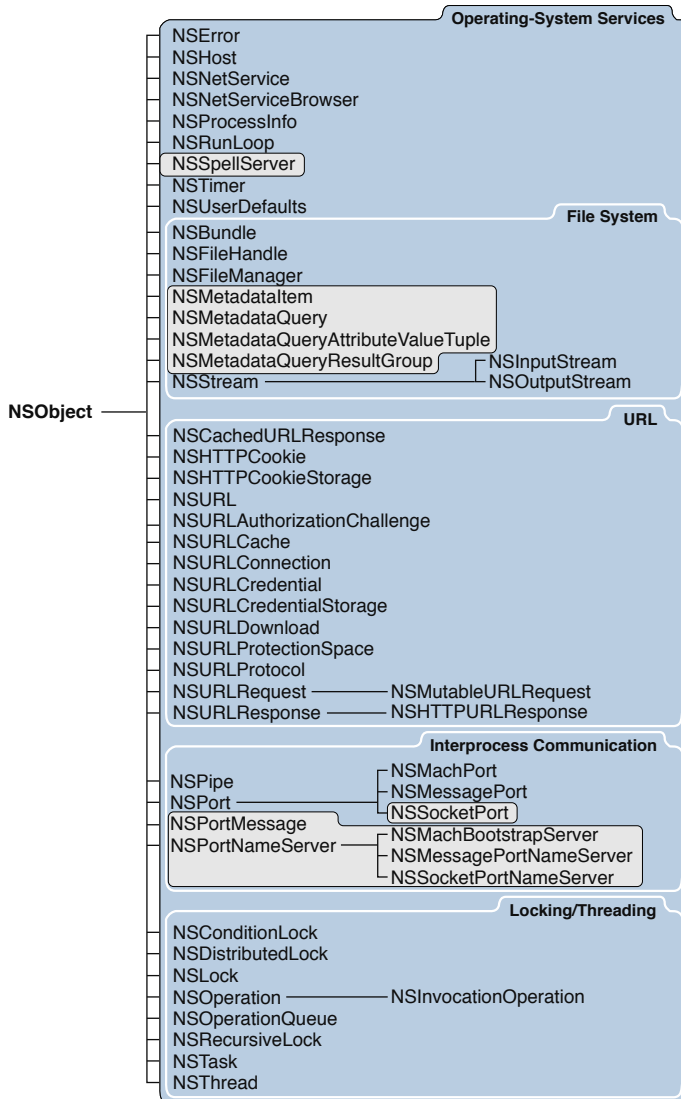 Operating-System Services
NSError
NSHost
NSNetService
NSNetServiceBrowser
NSProcessInfo
NSRunLoop
NSSpellServer
NSTimer
NSUserDefaults
File System
NSBundle
NSFileHandle
NSFileManager
NSMetadataItem
NSMetadataQuery
NSMetadataQueryAttributeValueTuple
NSMetadataQueryResultGroup
NSInputStream
NSStream
NSOutputStream
NSObject
URL
NSCachedURLResponse
NSHTTPCookie
NSHTTPCookieStorage
NSURL
NSURLAuthorizationChallenge
NSURLCache
NSURLConnection
NSURLCredential
NSURLCredentialStorage
NSURLDownload
NSURLProtectionSpace
NSURLProtocol
NSURLRequest
NSMutableURLRequest
NSURLResponse
NSHTTPURLResponse
Interprocess Communication
NSPipe
NSMachPort
NSPort
NSMessagePort
NSSocketPort
NSPortMessage
NSPortNameServer
NSMachBootstrapServer
NSMessagePortNameServer
NSSocketPortNameServer
Locking/Threading
NSConditionLock
NSDistributedLock
NSLock
NSOperation
NSInvocationOperation
NSOperationQueue
NSRecursiveLock
NSTask
NSThread